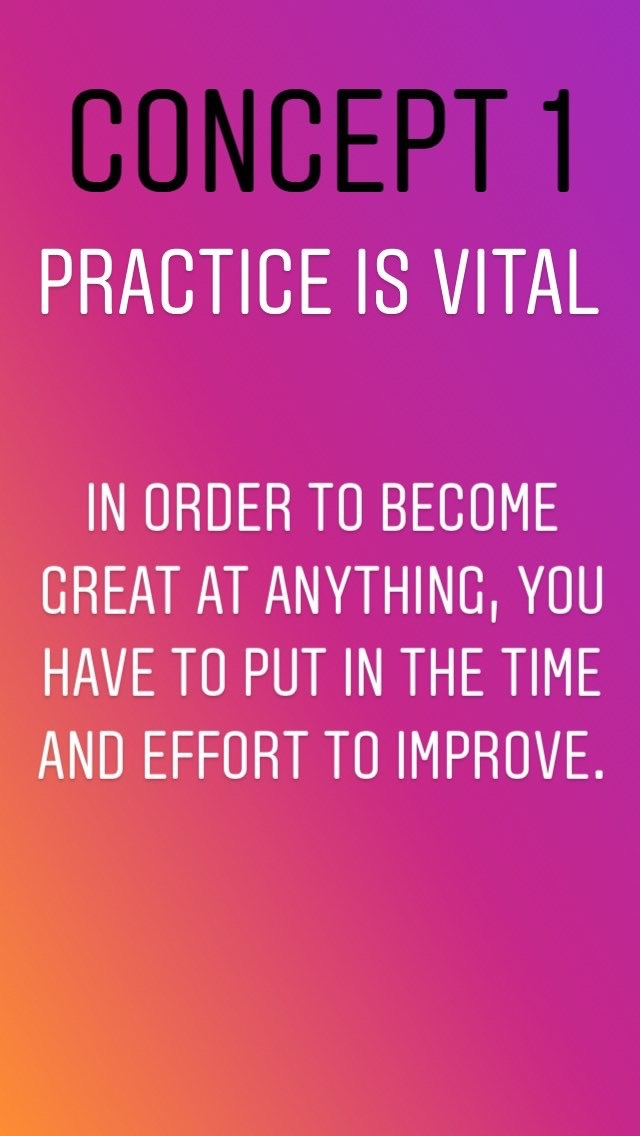 CONCEPT 1
PRACTICE IS VITAL
IN ORDER TO BECOME
GREAT AT ANYTHING, YOU
HAVE TO PUT IN THE TIME
AND EFFORT TO IMPROVE.